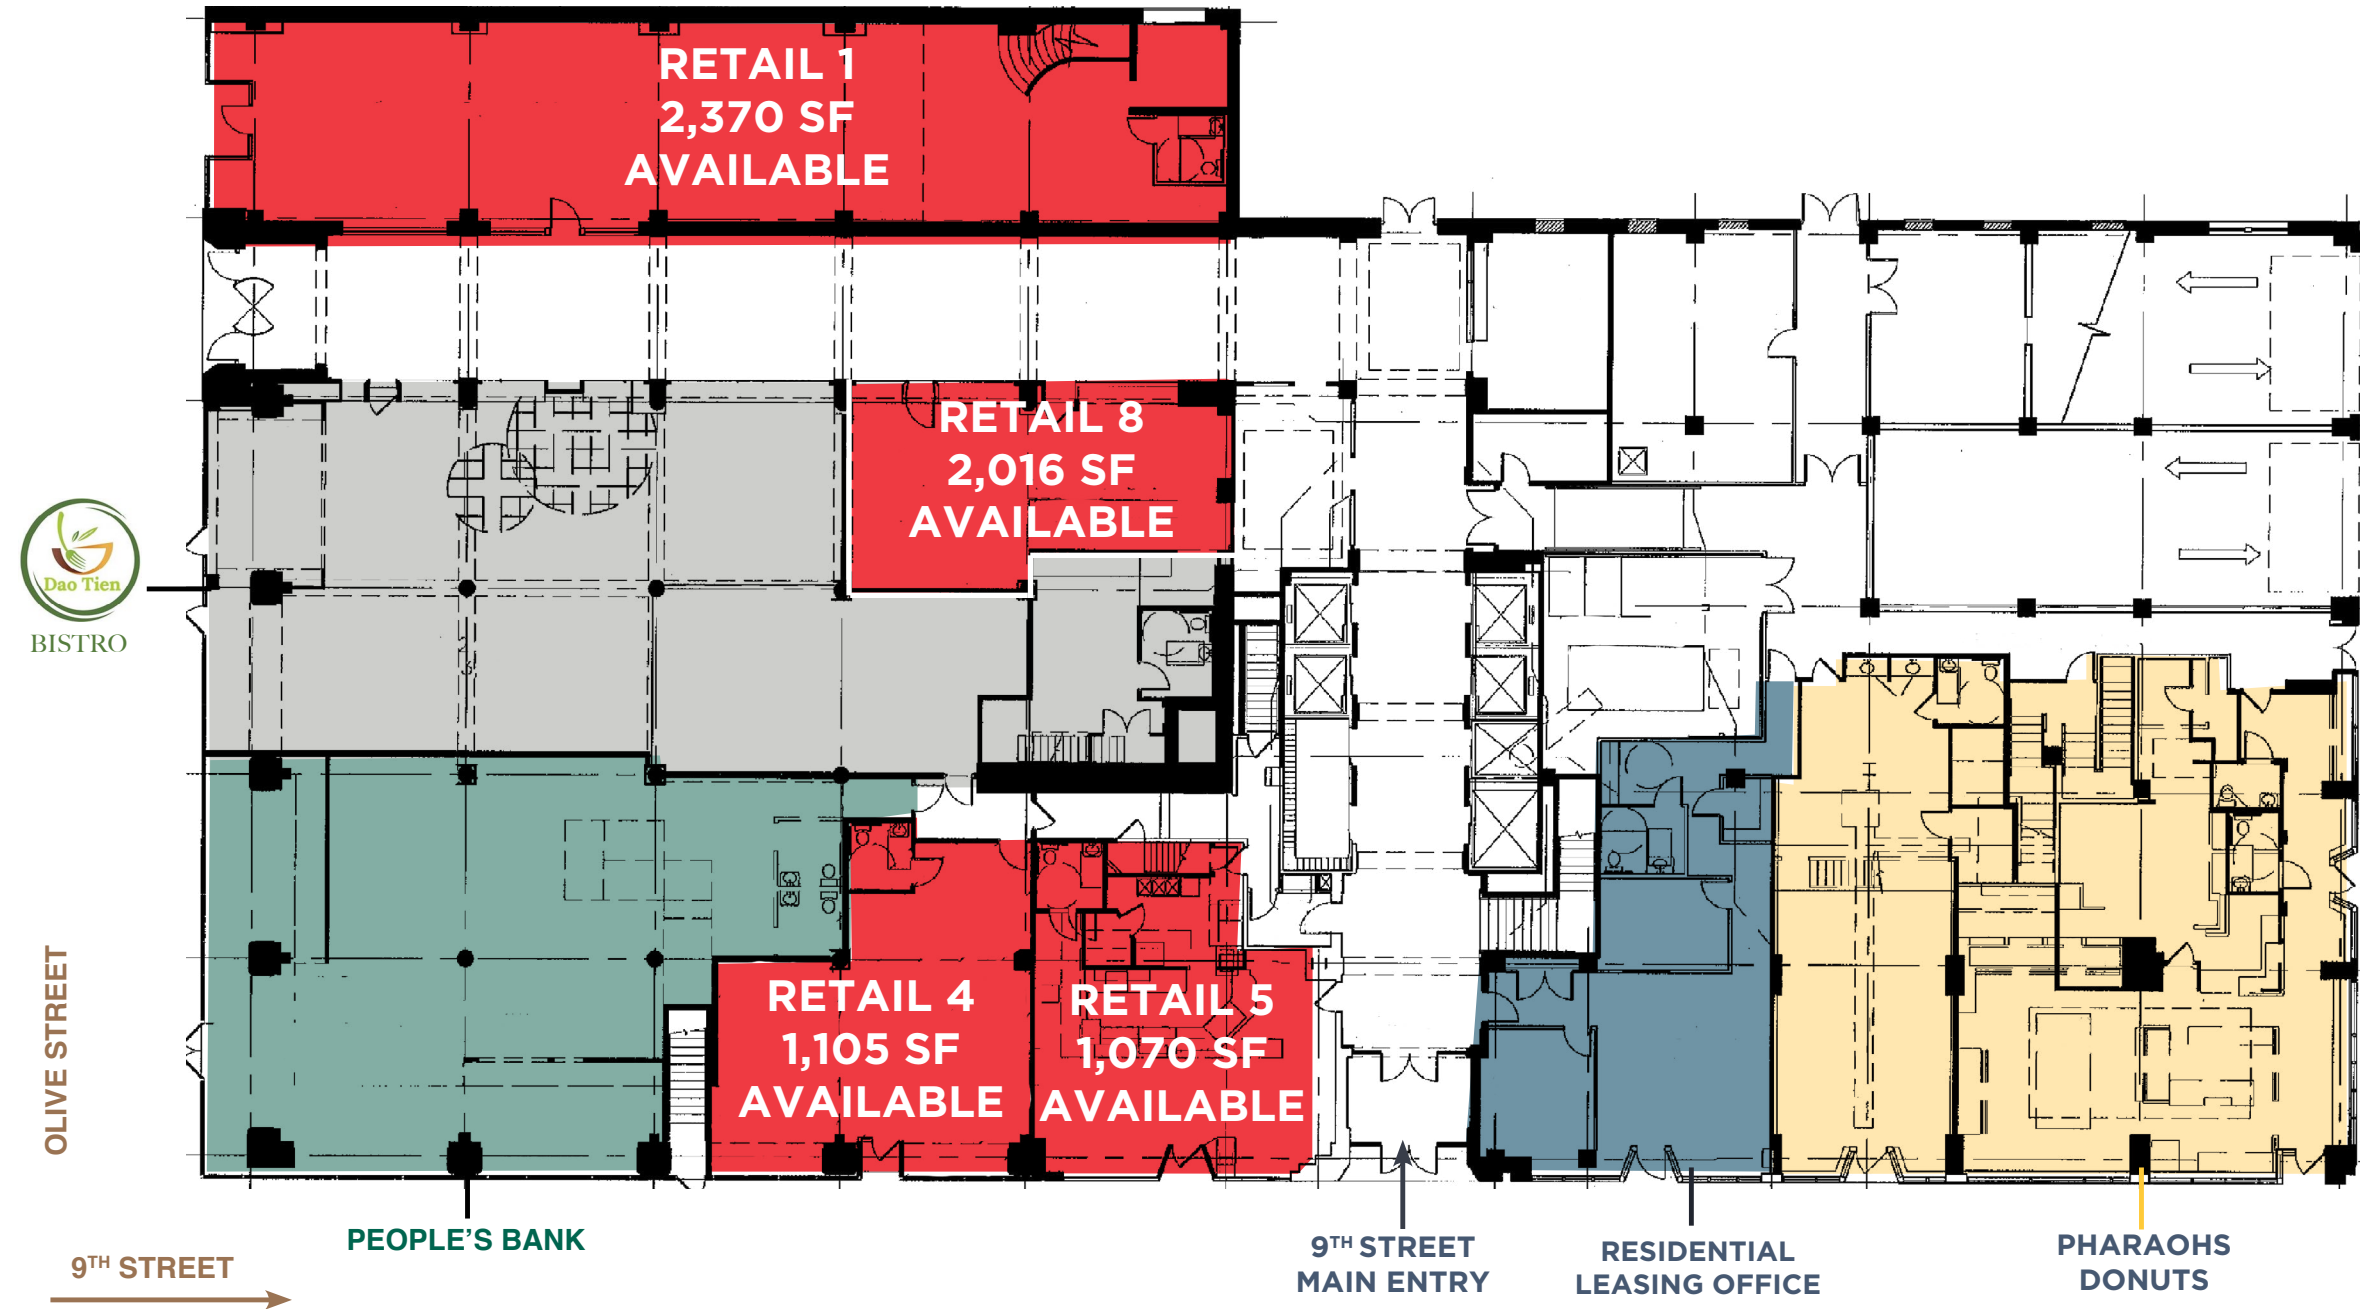 RETAIL 1
2,370 SF
AVAILABLE
RETAIL 8
2,016 SF
AVAILABLE
Dao Tien
BISTRO
RETAIL 4
1,105 SF
AVAILABLE
RETAIL 5
1,070 SF
AVAILABLE
OLIVE STREET
PEOPLE'S BANK
9TH STREET
9TH STREET
MAIN ENTRY
RESIDENTIAL
LEASING OFFICE
PHARAOHS
DONUTS